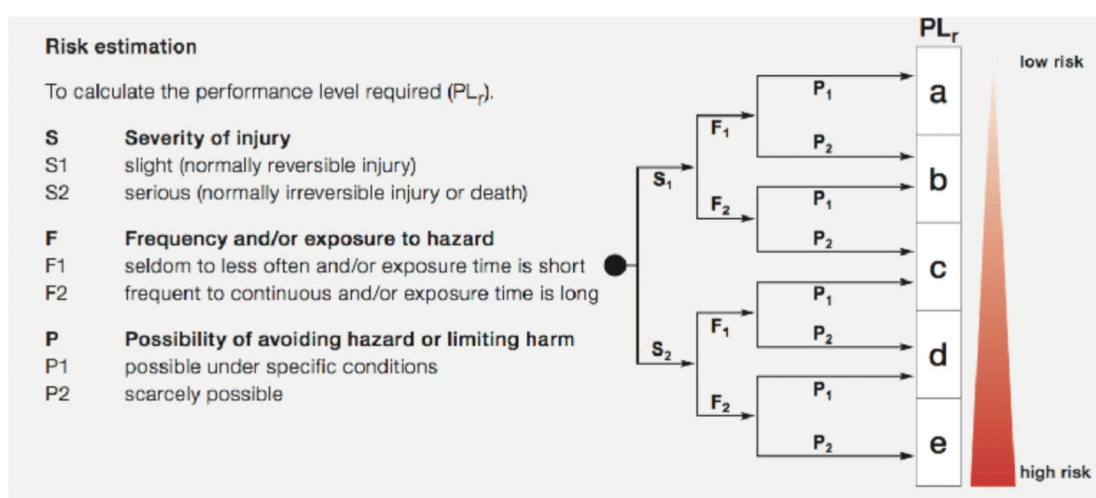 Risk estimation
To calculate the performance level required (PLr).
S Severity of injury
S1 slight (normally reversible injury)
S2 serious (normally irreversible injury or death)
F Frequency and/or exposure to hazard
F1 seldom to less often and/or exposure time is short
F2 frequent to continuous and/or exposure time is long
P Possibility of avoiding hazard or limiting harm
P1 possible under specific conditions
P2 scarcely possible
PLr
low risk
P1
a
F1
P2
S1
b
F2
P1
P2
c
P1
F1
P2
S2
d
F2
P1
P2
e
high risk